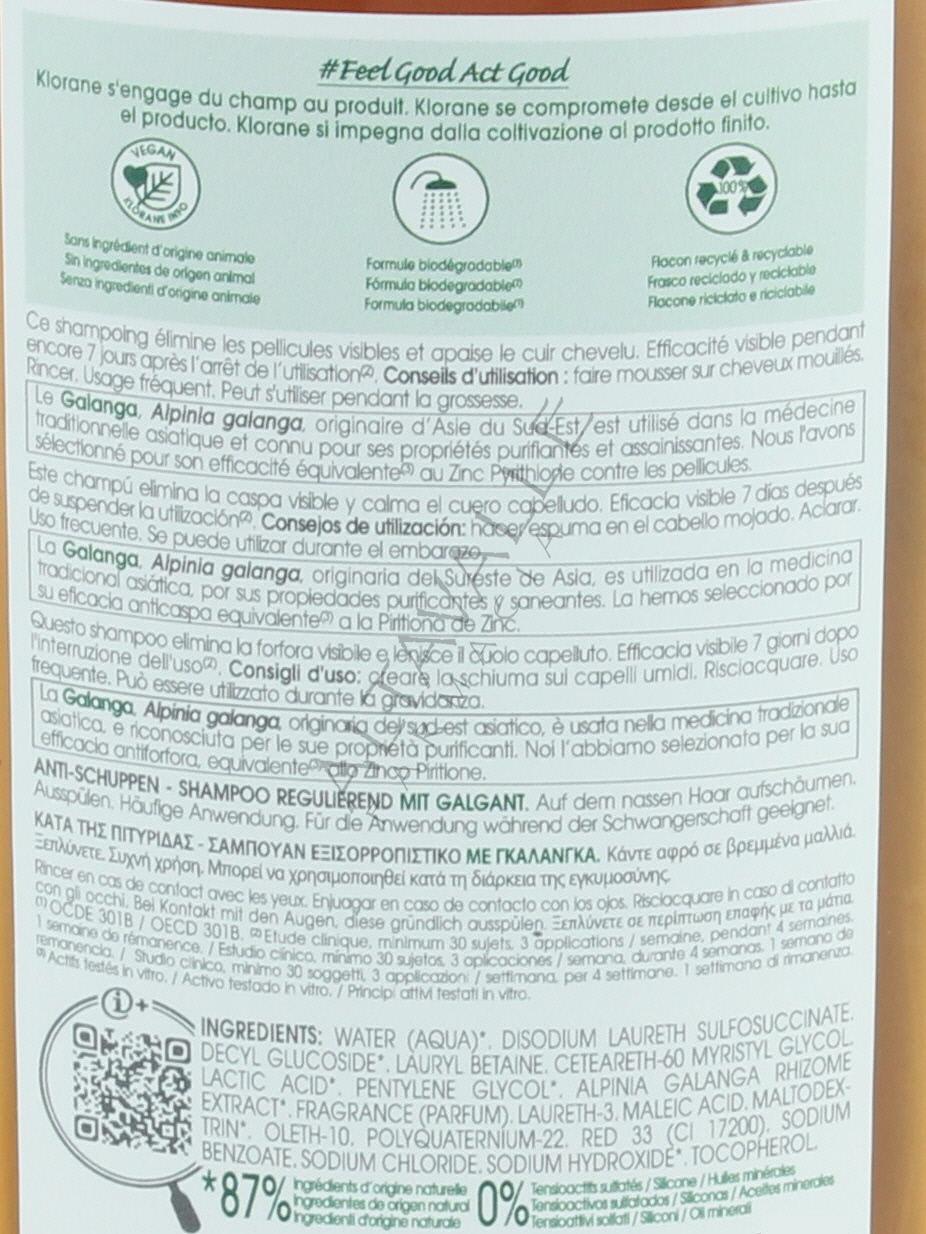 #Feel Good Act Good
Klorane s'engage du champ au produit. Klorane se compromete desde el cultivo hasta
el producto. Klorane si impegna dalla coltivazione al prodotto finito.
VEGAN
KLORANE INFO
100%
Sans ingrédient d'origine animale
Sin ingredientes de origen animal
Senza ingredienti d'origine animale
Formule biodégradable(1)
Fórmula biodegradable(1)
Formula biodegradabile(1)
Flacon recyclé & recyclable
Frasco reciclado y reciclable
Flacone riciclato e riciclabile
Ce shampoing élimine les pellicules visibles et apaise le cuir chevelu. Efficacité visible pendant
encore 7 jours après l'arrêt de l'utilisation(2). Conseils d'utilisation : faire mousser sur cheveux mouillés.
Rincer. Usage fréquent. Peut s'utiliser pendant la grossesse.
Le Galanga, Alpinia galanga, originaire d'Asie du Sud-Est, est utilisé dans la médecine
traditionnelle asiatique et connu pour ses propriétés purifiantes et assainissantes. Nous l'avons
sélectionné pour son efficacité équivalente(3) au Zinc Pyrithione contre les pellicules.
Este champú elimina la caspa visible y calma el cuero cabelludo. Eficacia visible 7 días después
de suspender la utilización(2). Consejos de utilización: hacer espuma en el cabello mojado. Aclarar.
Uso frecuente. Se puede utilizar durante el embarazo.
La Galanga, Alpinia galanga, originaria del Sureste de Asia, es utilizada en la medicina
tradicional asiática, por sus propiedades purificantes y saneantes. La hemos seleccionado por
su eficacia anticaspa equivalente(3) a la Piritiona de Zinc.
Questo shampoo elimina la forfora visibile e lenisce il cuoio capelluto. Efficacia visibile 7 giorni dopo
l'interruzione dell'uso(2). Consigli d'uso: creare la schiuma sui capelli umidi. Risciacquare. Uso
frequente. Può essere utilizzato durante la gravidanza.
La Galanga, Alpinia galanga, originaria del sud-est asiatico, è usata nella medicina tradizionale
asiatica, e riconosciuta per le sue proprietà purificanti. Noi l'abbiamo selezionata per la sua
efficacia antiforfora, equivalente(3) allo Zinco Piritione.
ANTI-SCHUPPEN - SHAMPOO REGULIEREND MIT GALGANT. Auf dem nassen Haar aufschäumen.
Ausspülen. Häufige Anwendung. Für die Anwendung während der Schwangerschaft geeignet.
ΚΑΤΑ ΤΗΣ ΠΙΤΥΡΙΔΑΣ - ΣΑΜΠΟΥΑΝ ΕΞΙΣΟΡΡΟΠΙΣΤΙΚΟ ΜΕ ΓΚΑΛΑΝΓΚΑ. Κάντε αφρό σε βρεμμένα μαλλιά.
Ξεπλύνετε. Συχνή χρήση. Μπορεί να χρησιμοποιηθεί κατά τη διάρκεια της εγκυμοσύνης.
Rincer en cas de contact avec les yeux. Enjuagar en caso de contacto con los ojos. Risciacquare in caso di contatto
con gli occhi. Bei Kontakt mit den Augen, diese gründlich ausspülen. Ξεπλύνετε σε περίπτωση επαφής με τα μάτια.
(1) OCDE 301B / OECD 301B. (2) Etude clinique, minimum 30 sujets, 3 applications / semaine, pendant 4 semaines.
1 semaine de rémanence. / Estudio clínico, mínimo 30 sujetos, 3 aplicaciones / semana, durante 4 semanas. 1 semana de
remanencia. / Studio clinico, minimo 30 soggetti, 3 applicazioni / settimana, per 4 settimane. 1 settimana di rimanenza.
(3) Actifs testés in vitro. / Activo testado in vitro. / Principi attivi testati in vitro.
i+
INGREDIENTS: WATER (AQUA)*. DISODIUM LAURETH SULFOSUCCINATE.
DECYL GLUCOSIDE*. LAURYL BETAINE. CETEARETH-60 MYRISTYL GLYCOL.
LACTIC ACID*. PENTYLENE GLYCOL*. ALPINIA GALANGA RHIZOME
EXTRACT*. FRAGRANCE (PARFUM). LAURETH-3. MALEIC ACID. MALTODEX-
TRIN*. OLETH-10. POLYQUATERNIUM-22. RED 33 (CI 17200). SODIUM
BENZOATE. SODIUM CHLORIDE. SODIUM HYDROXIDE*. TOCOPHEROL.
*87% Ingrédients d'origine naturelle
Ingredientes de origen natural
Ingredienti d'origine naturale
0% Tensioactifs sulfatés / Silicone / Huiles minérales
Tensioactivos sulfatados / Siliconas / Aceites minerales
Tensioattivi solfati / Siliconi / Oli minerali